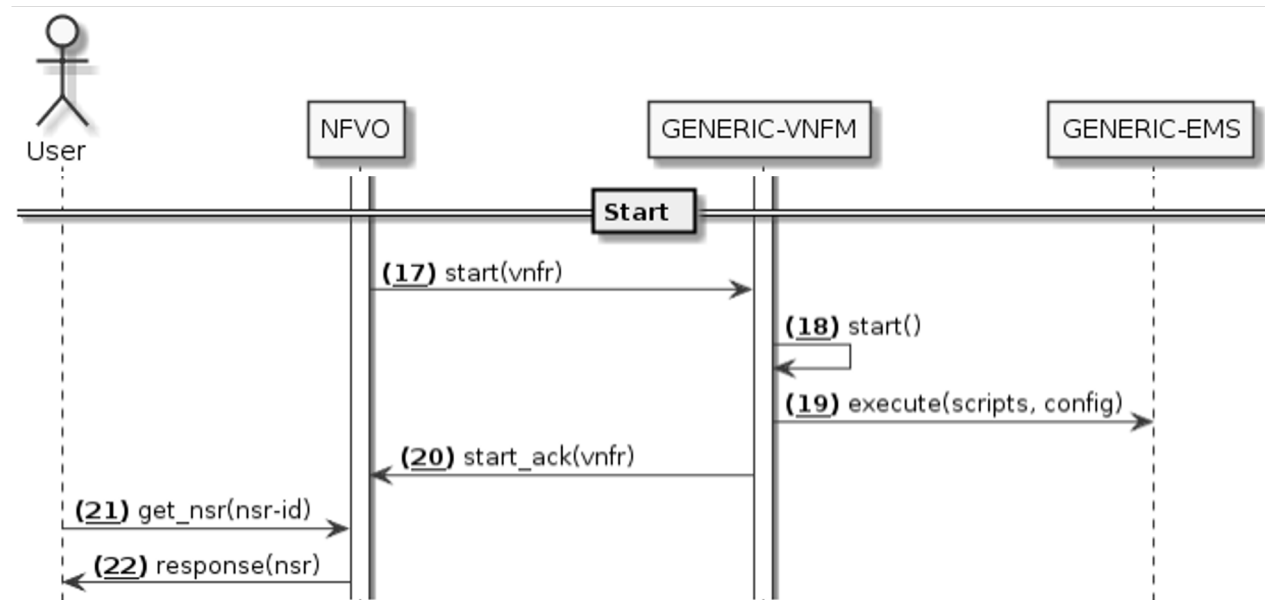 User
NFVO
GENERIC-VNFM
GENERIC-EMS
Start
(17) start(vnfr)
(18) start()
(19) execute(scripts, config)
(20) start_ack(vnfr)
(21) get_nsr(nsr-id)
(22) response(nsr)